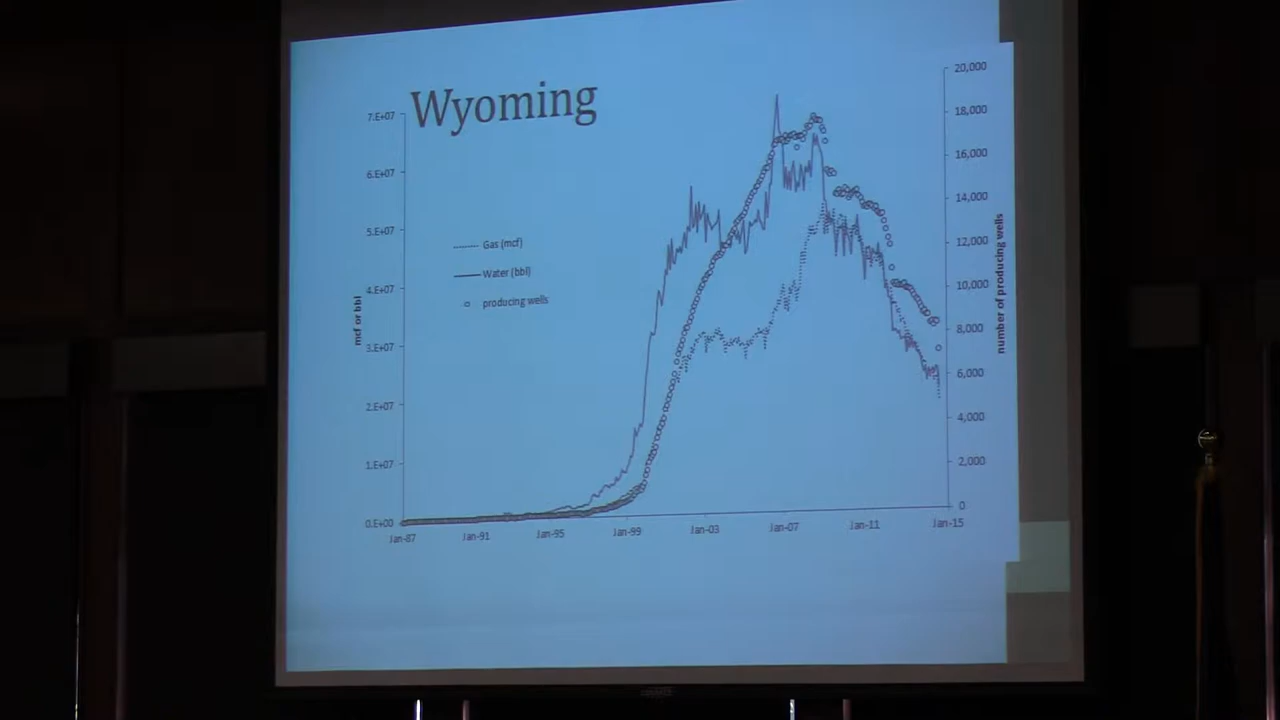 Wyoming
7.E+07
6.E+07
5.E+07
4.E+07
3.E+07
2.E+07
1.E+07
0.E+00
mcf or bbl
Gas (mcf)
Water (bbl)
producing wells
20,000
18,000
16,000
14,000
12,000
10,000
8,000
6,000
4,000
2,000
0
number of producing wells
Jan-87 Jan-91 Jan-95 Jan-99 Jan-03 Jan-07 Jan-11 Jan-15